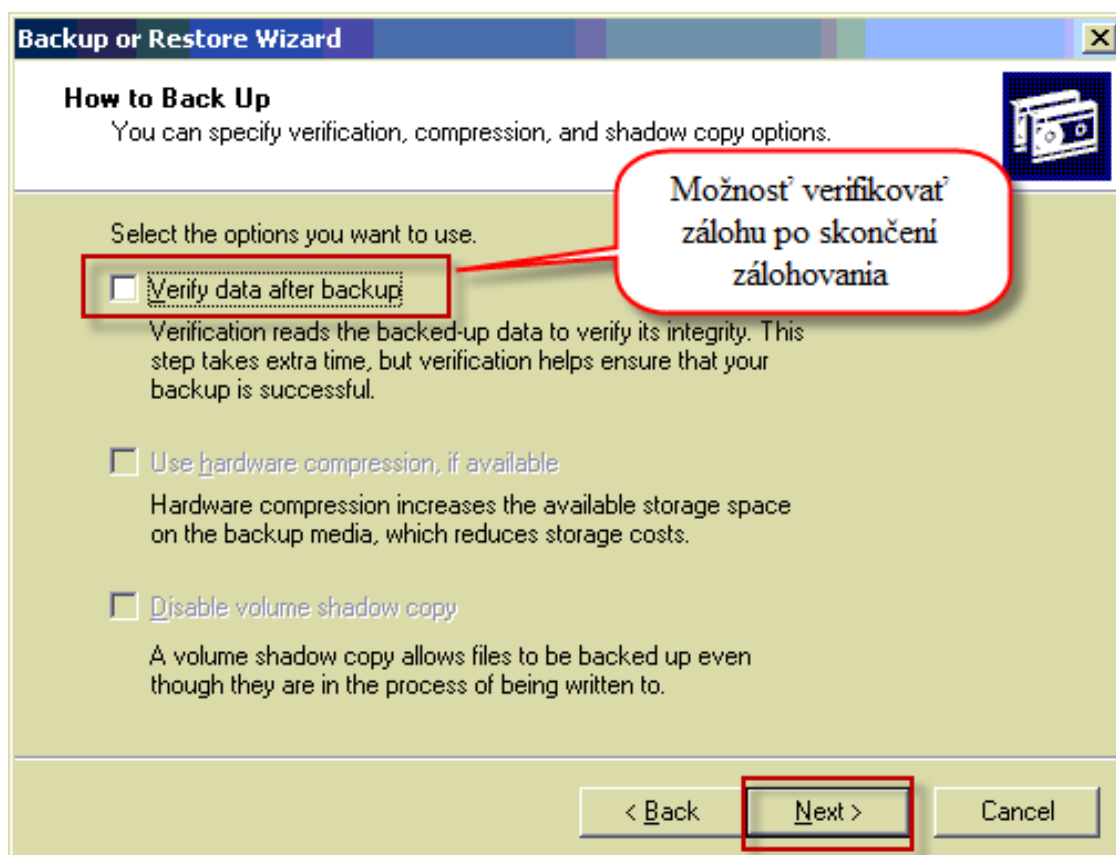 Backup or Restore Wizard
How to Back Up
You can specify verification, compression, and shadow copy options.
Možnosť verifikovať
zálohu po skončení
zálohovania
Select the options you want to use.
Verify data after backup
Verification reads the backed-up data to verify its integrity. This
step takes extra time, but verification helps ensure that your
backup is successful.
Use hardware compression, if available
Hardware compression increases the available storage space
on the backup media, which reduces storage costs.
Disable volume shadow copy
A volume shadow copy allows files to be backed up even
though they are in the process of being written to.
< Back
Next >
Cancel